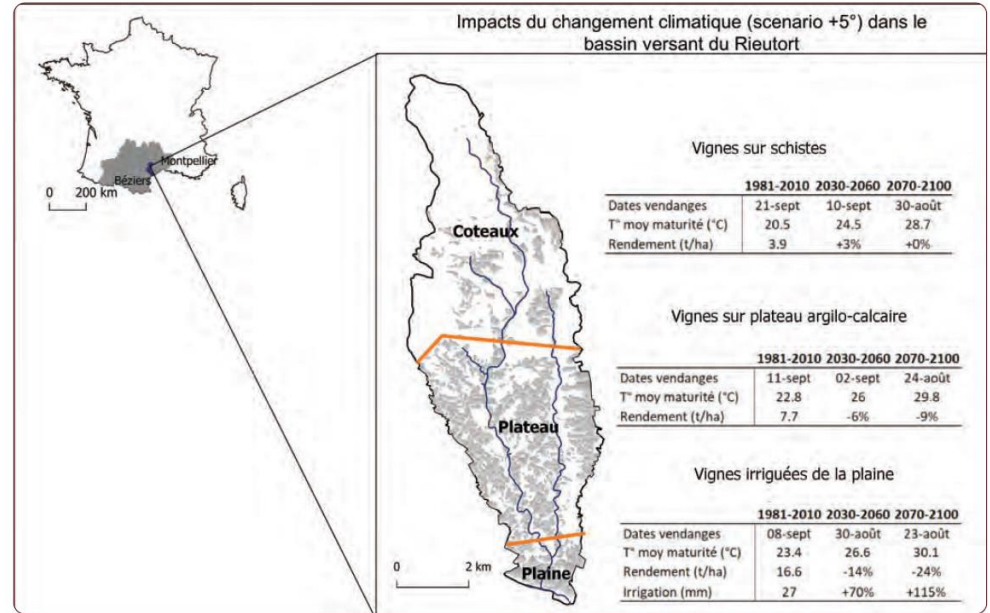 Impacts du changement climatique (scenario +5°) dans le
bassin versant du Rieutort
Montpellier
Béziers
0 200 km
Coteaux
Plateau
Plaine
0 2 km
Vignes sur schistes
1981-2010 2030-2060 2070-2100
Dates vendanges 21-sept 10-sept 30-août
T° moy maturité (°C) 20.5 24.5 28.7
Rendement (t/ha) 3.9 +3% +0%
Vignes sur plateau argilo-calcaire
1981-2010 2030-2060 2070-2100
Dates vendanges 11-sept 02-sept 24-août
T° moy maturité (°C) 22.8 26 29.8
Rendement (t/ha) 7.7 -6% -9%
Vignes irriguées de la plaine
1981-2010 2030-2060 2070-2100
Dates vendanges 08-sept 30-août 23-août
T° moy maturité (°C) 23.4 26.6 30.1
Rendement (t/ha) 16.6 -14% -24%
Irrigation (mm) 27 +70% +115%